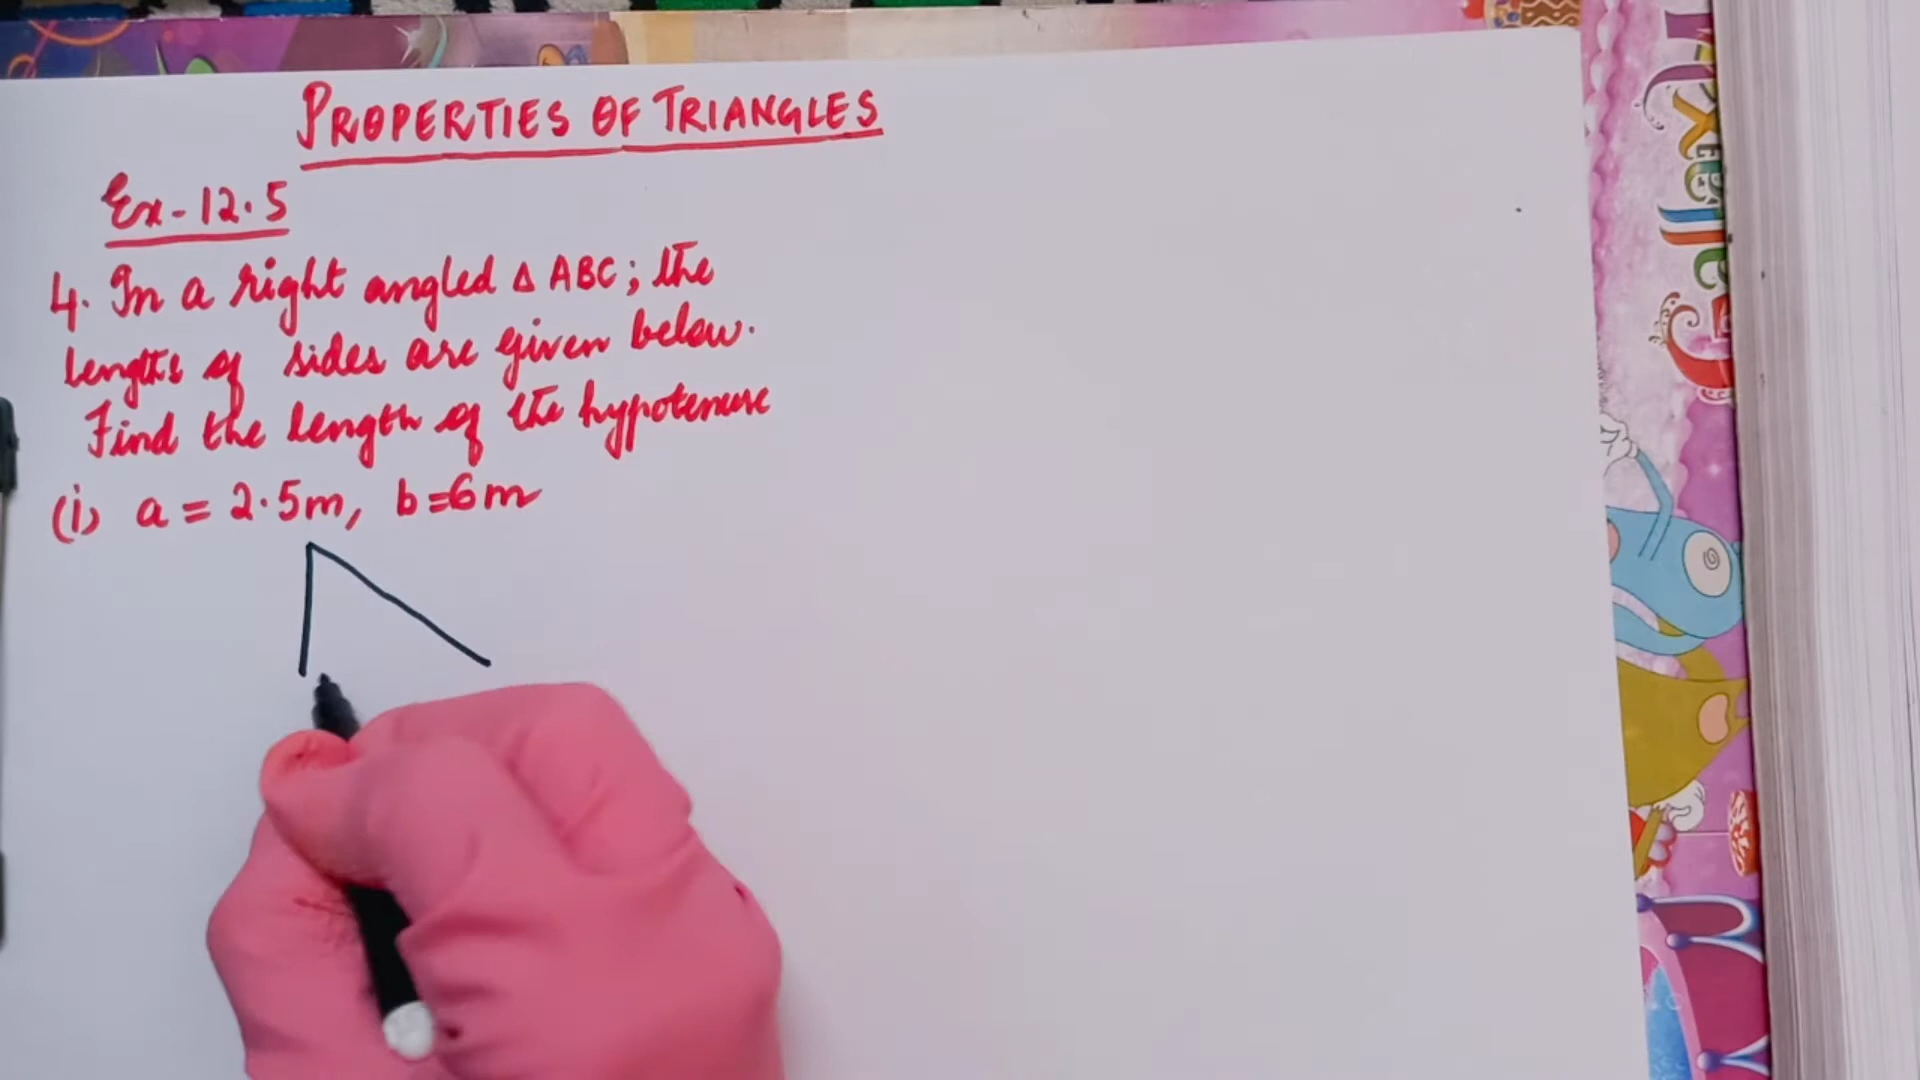 PROPERTIES OF TRIANGLES
Ex-12.5
4. In a right angled Δ ABC; the
lengths of sides are given below.
Find the length of the hypotenuse
(i) a = 2.5m, b=6m